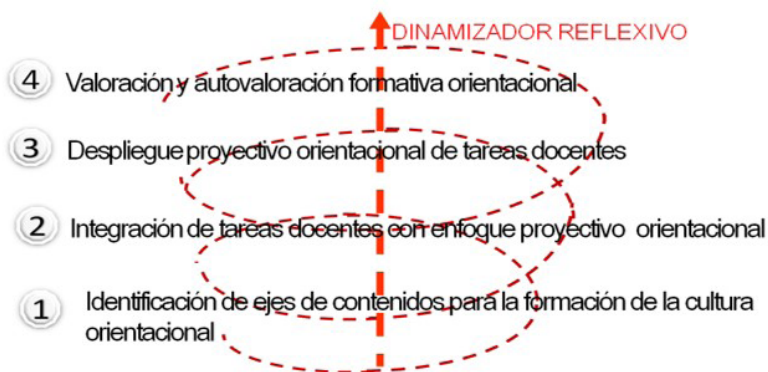 DINAMIZADOR REFLEXIVO
4 Valoración y autovaloración formativa orientacional
3 Despliegue proyectivo orientacional de tareas docentes
2 Integración de tareas docentes con enfoque proyectivo orientacional
1 Identificación de ejes de contenidos para la formación de la cultura
orientacional